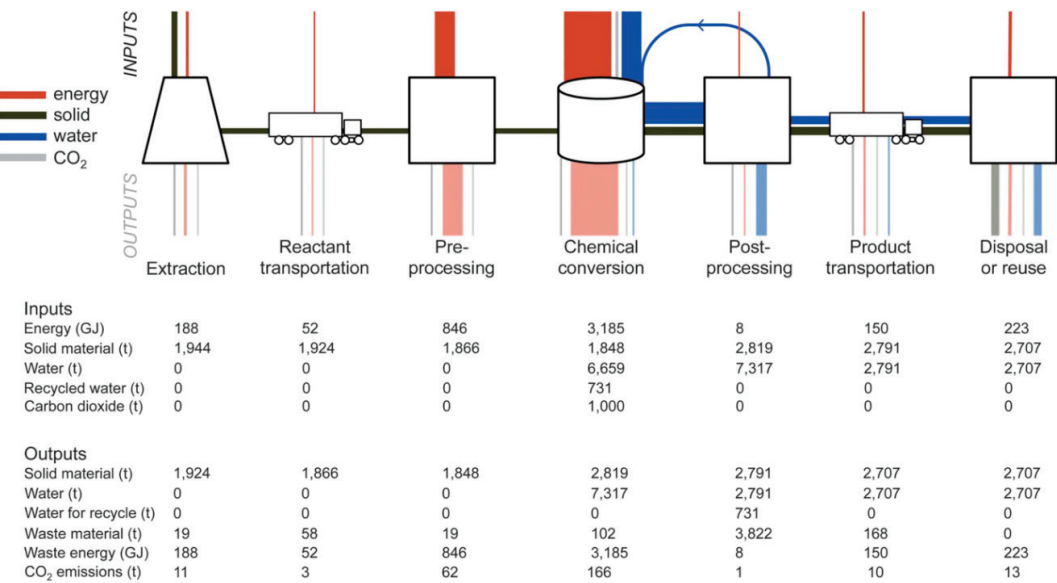 INPUTS
energy
solid
water
CO₂
OUTPUTS
Extraction
Reactant
transportation
Pre-
processing
Chemical
conversion
Post-
processing
Product
transportation
Disposal
or reuse
Inputs
Energy (GJ) 188 52 846 3,185 8 150 223
Solid material (t) 1,944 1,924 1,866 1,848 2,819 2,791 2,707
Water (t) 0 0 0 6,659 7,317 2,791 2,707
Recycled water (t) 0 0 0 731 0 0 0
Carbon dioxide (t) 0 0 0 1,000 0 0 0
Outputs
Solid material (t) 1,924 1,866 1,848 2,819 2,791 2,707 2,707
Water (t) 0 0 0 7,317 2,791 2,707 2,707
Water for recycle (t) 0 0 0 0 731 0 0
Waste material (t) 19 58 19 102 3,822 168 0
Waste energy (GJ) 188 52 846 3,185 8 150 223
CO₂ emissions (t) 11 3 62 166 1 10 13